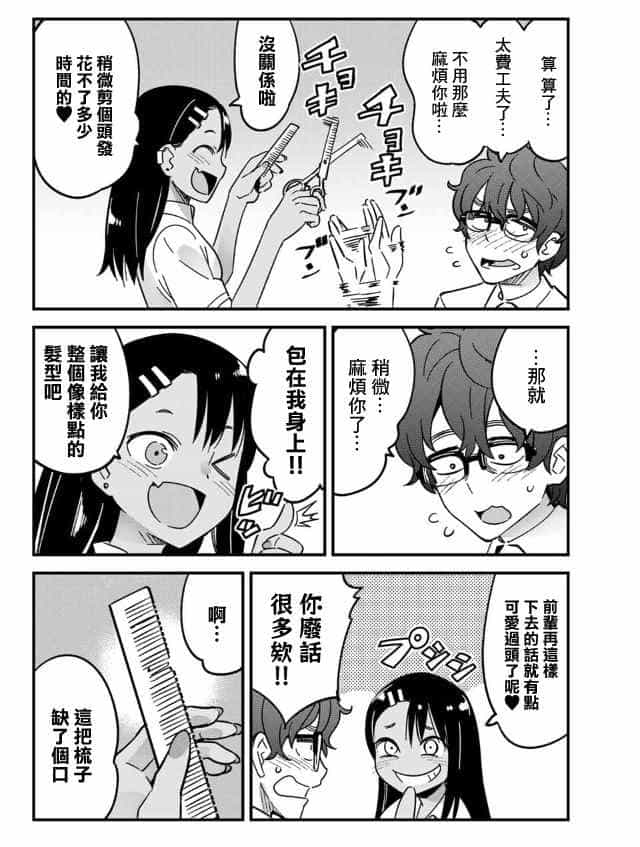 算算了…
太費工夫了…
不用那麼
麻煩你啦…
チョキ
チョキ
ブ
ブ
沒關係啦
稍微剪個頭發
花不了多少
時間的♥
…那就
稍微…
麻煩你了…
包在我身上!!
ビッ
讓我給你
整個像樣點的
髮型吧
前輩再這樣
下去的話就有點
可愛過頭了呢♥
プシシシ
你廢話
很多欸!!
啊…
這把梳子
缺了個口